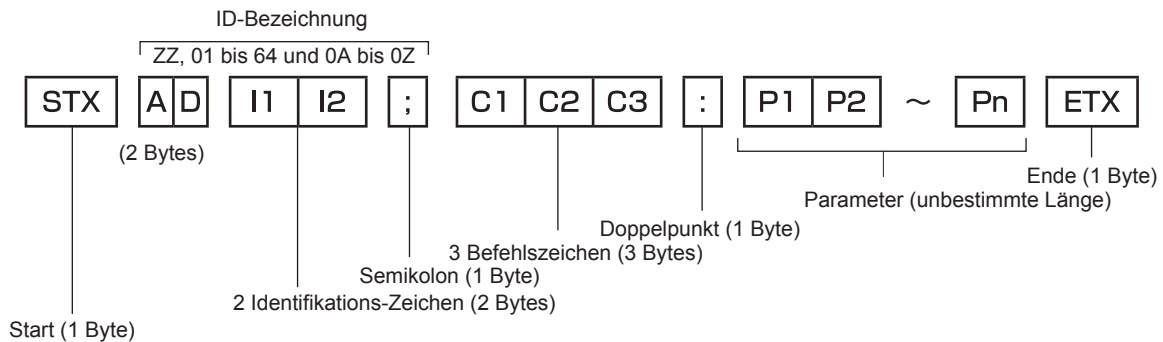 ID-Bezeichnung
ZZ, 01 bis 64 und 0A bis 0Z
STX A D I1 I2 ; C1 C2 C3 : P1 P2 ~ Pn ETX
(2 Bytes)
Ende (1 Byte)
Parameter (unbestimmte Länge)
Doppelpunkt (1 Byte)
3 Befehlszeichen (3 Bytes)
Semikolon (1 Byte)
2 Identifikations-Zeichen (2 Bytes)
Start (1 Byte)